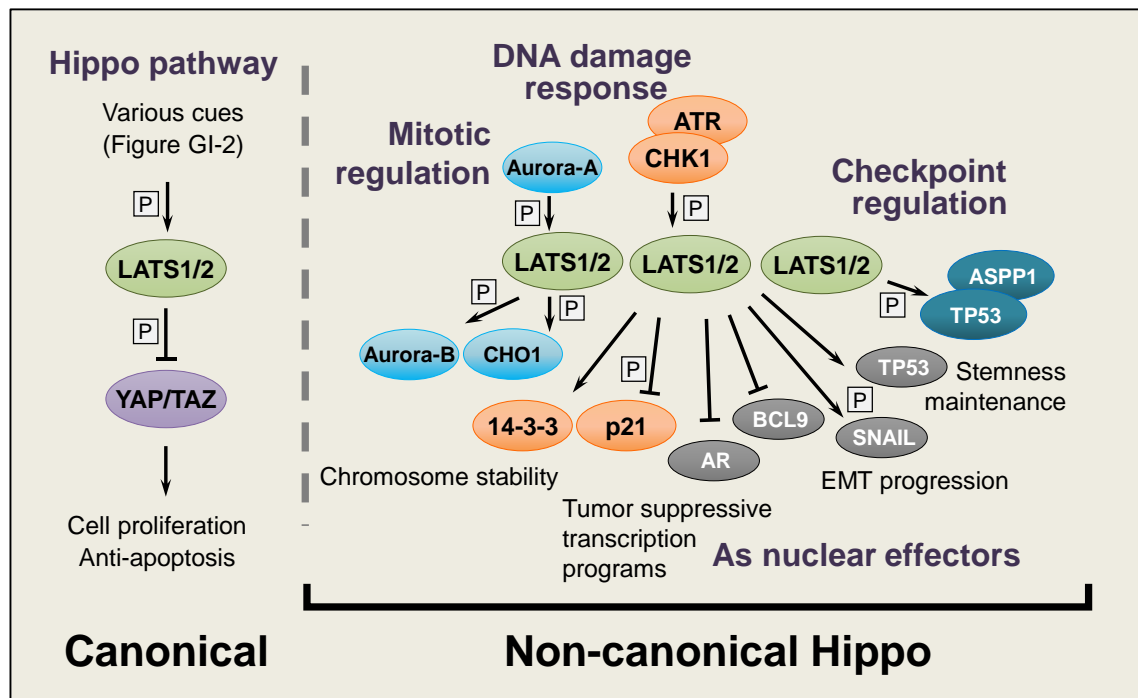 Hippo pathway
Various cues
(Figure GI-2)
P
LATS1/2
P
YAP/TAZ
Cell proliferation
Anti-apoptosis
Canonical
DNA damage
response
Mitotic
regulation
Checkpoint
regulation
ATR
CHK1
Aurora-A
P
P
LATS1/2
LATS1/2
LATS1/2
ASPP1
TP53
P
P
P
Aurora-B
CHO1
P
TP53
Stemness
maintenance
P
14-3-3
p21
BCL9
SNAIL
AR
Chromosome stability
EMT progression
Tumor suppressive
transcription
programs
As nuclear effectors
Non-canonical Hippo